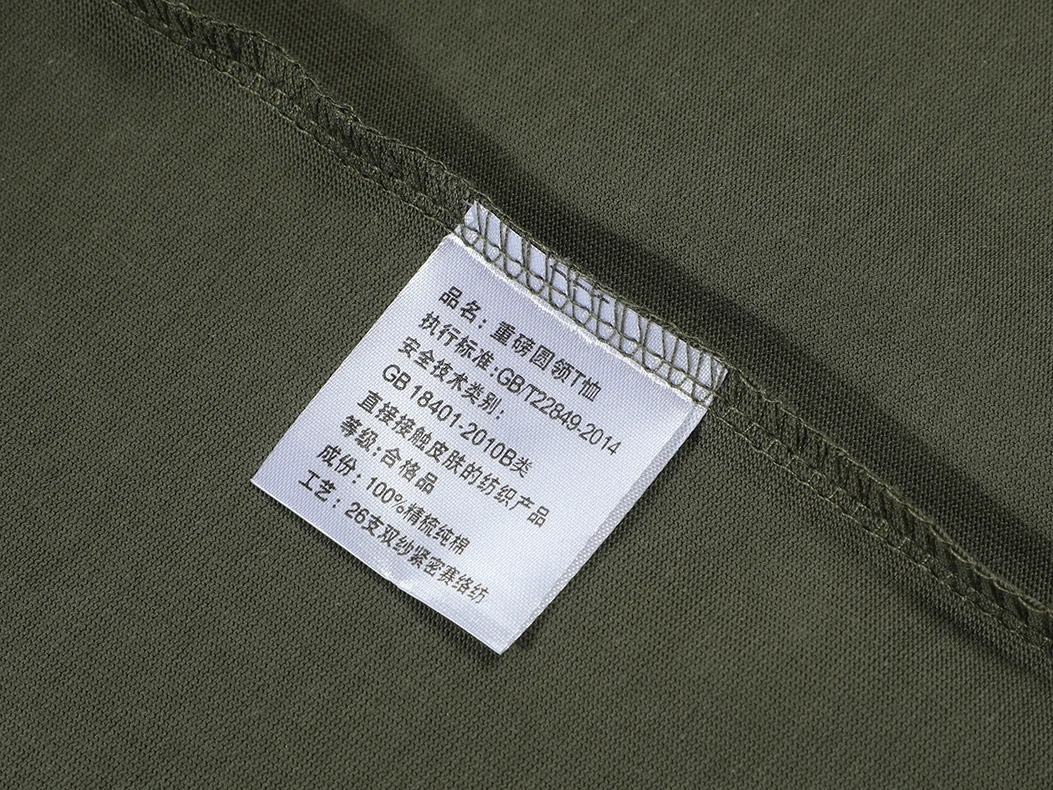 品名：重磅圆领T恤
执行标准:GB/T22849-2014
安全技术类别：
GB 18401-2010B类
直接接触皮肤的纺织产品
等级:合格品
成份：100%精梳纯棉
工艺：26支双纱紧密赛络纺